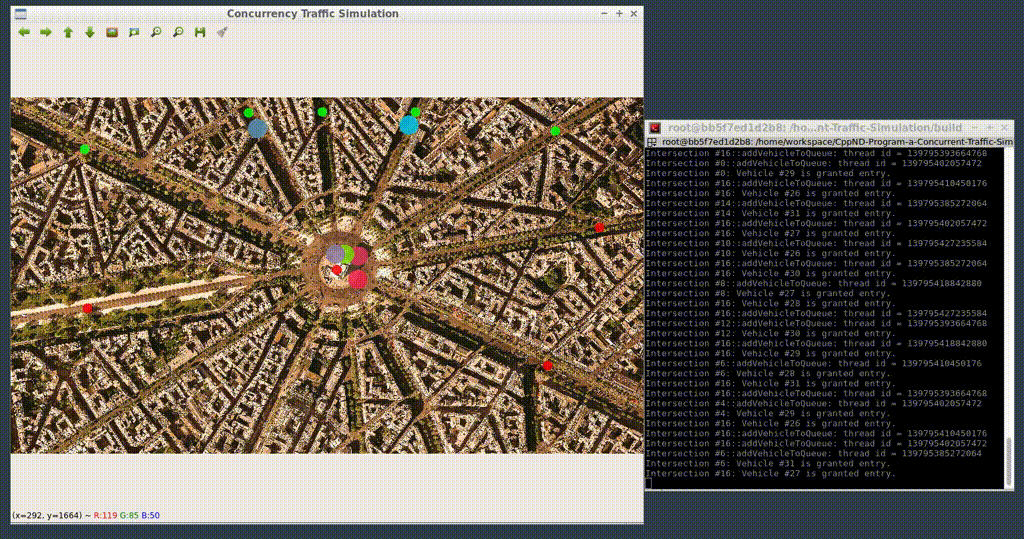 Concurrency Traffic Simulation
(x=292, y=1664) ~ R:119 G:85 B:50
root@bb5f7ed1d2b8: /ho...nt-Traffic-Simulation/build
root@bb5f7ed1d2b8: /home/workspace/CppND-Program-a-Concurrent-Traffic-Sim
Intersection #16::addVehicleToQueue: thread id = 139795393664768
Intersection #0::addVehicleToQueue: thread id = 139795402057472
Intersection #0: Vehicle #29 is granted entry.
Intersection #16::addVehicleToQueue: thread id = 139795410450176
Intersection #16: Vehicle #26 is granted entry.
Intersection #14::addVehicleToQueue: thread id = 139795385272064
Intersection #14: Vehicle #31 is granted entry.
Intersection #16::addVehicleToQueue: thread id = 139795402057472
Intersection #16: Vehicle #27 is granted entry.
Intersection #10::addVehicleToQueue: thread id = 139795427235584
Intersection #10: Vehicle #26 is granted entry.
Intersection #16::addVehicleToQueue: thread id = 139795385272064
Intersection #16: Vehicle #30 is granted entry.
Intersection #8::addVehicleToQueue: thread id = 139795418842880
Intersection #8: Vehicle #27 is granted entry.
Intersection #16: Vehicle #28 is granted entry.
Intersection #16::addVehicleToQueue: thread id = 139795427235584
Intersection #12::addVehicleToQueue: thread id = 139795393664768
Intersection #12: Vehicle #30 is granted entry.
Intersection #16::addVehicleToQueue: thread id = 139795418842880
Intersection #16: Vehicle #29 is granted entry.
Intersection #6::addVehicleToQueue: thread id = 139795410450176
Intersection #6: Vehicle #28 is granted entry.
Intersection #16: Vehicle #31 is granted entry.
Intersection #16::addVehicleToQueue: thread id = 139795393664768
Intersection #4::addVehicleToQueue: thread id = 139795402057472
Intersection #4: Vehicle #29 is granted entry.
Intersection #16: Vehicle #26 is granted entry.
Intersection #16::addVehicleToQueue: thread id = 139795410450176
Intersection #16::addVehicleToQueue: thread id = 139795402057472
Intersection #6::addVehicleToQueue: thread id = 139795385272064
Intersection #6: Vehicle #31 is granted entry.
Intersection #16: Vehicle #27 is granted entry.